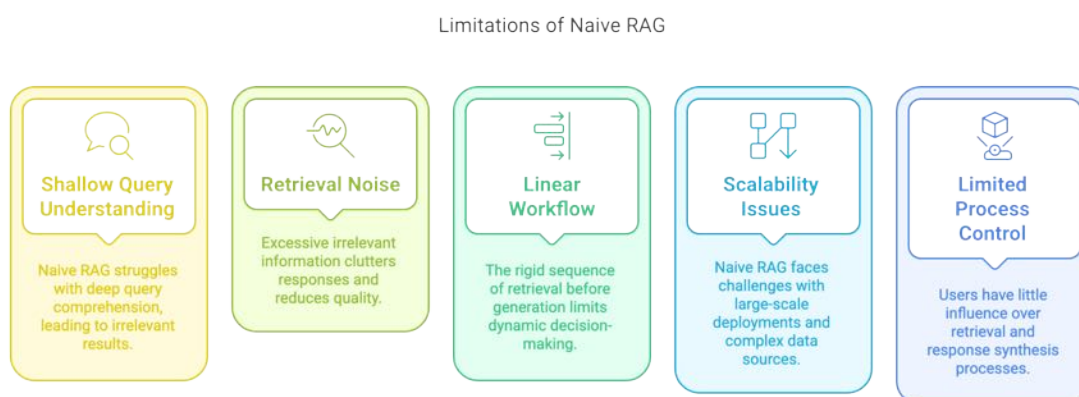 Limitations of Naive RAG
Shallow Query
Understanding
Naive RAG struggles
with deep query
comprehension,
leading to irrelevant
results.
Retrieval Noise
Excessive irrelevant
information clutters
responses and
reduces quality.
Linear
Workflow
The rigid sequence
of retrieval before
generation limits
dynamic decision-
making.
Scalability
Issues
Naive RAG faces
challenges with
large-scale
deployments and
complex data
sources.
Limited
Process
Control
Users have little
influence over
retrieval and
response synthesis
processes.